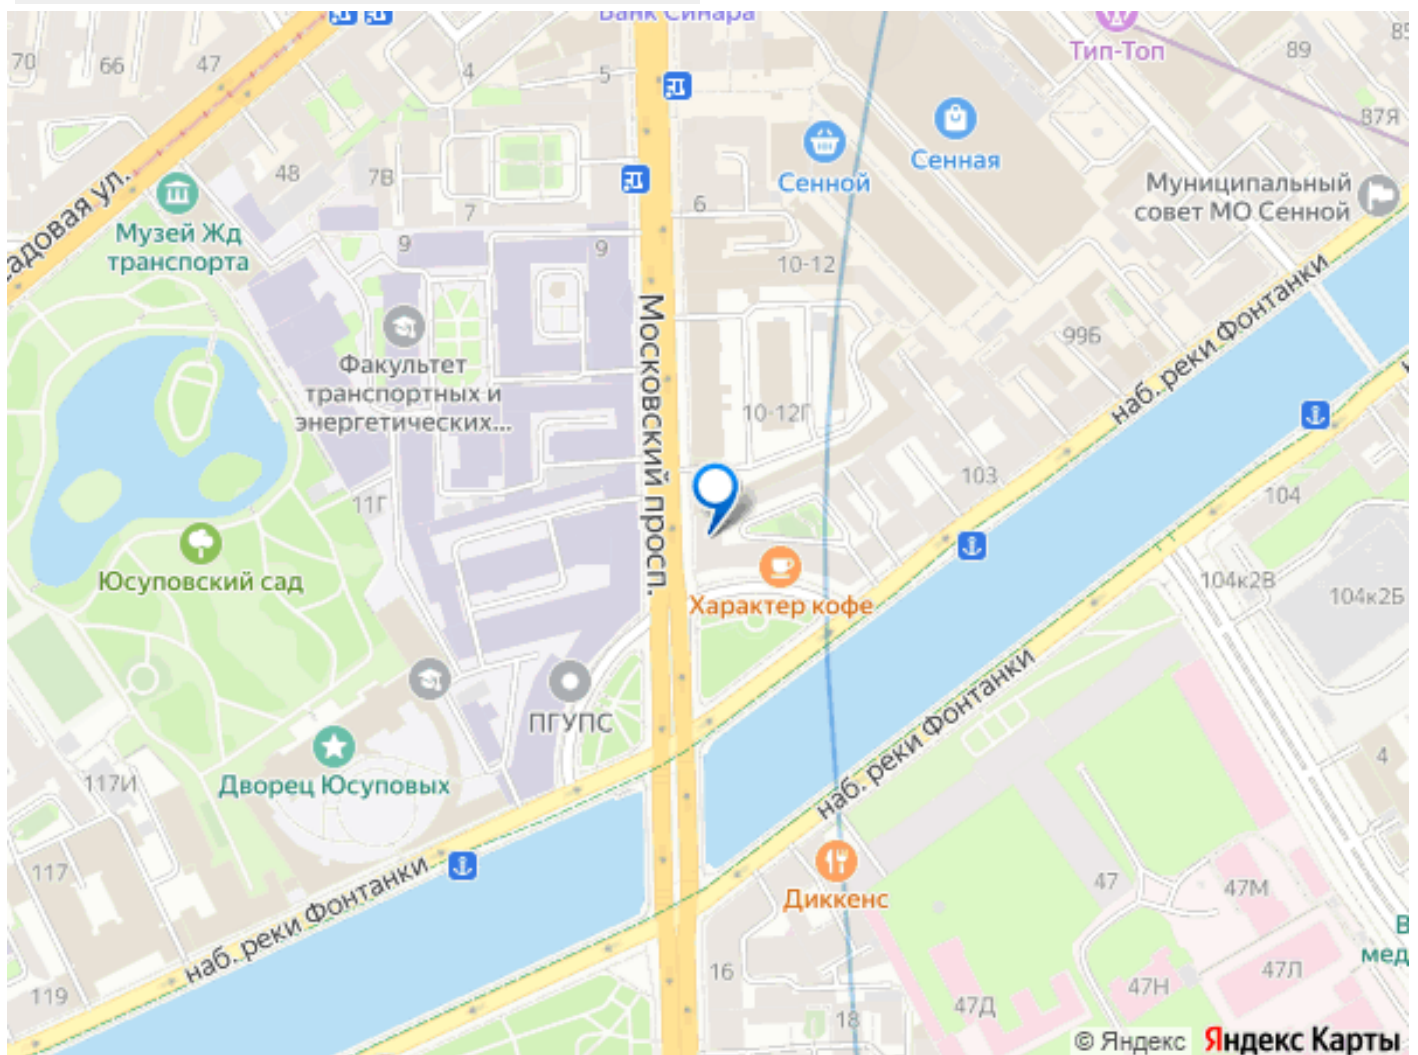 Банк Синара
70
66
47
4
5
Тип-Топ
89
85
87Я
Сенная
Сенной
48
7В
7
6
Муниципальный
совет МО Сенной
Садовая ул.
Музей Жд
транспорта
9
9
10-12
наб. реки Фонтанки
99Б
Московский просп.
Факультет
транспортных и
энергетических...
10-12Г
103
104
11Г
Юсуповский сад
Характер кофе
104к2В
104к2Б
ПГУПС
наб. реки Фонтанки
Дворец Юсуповых
117И
4
117
наб. реки Фонтанки
Диккенс
47
47М
119
16
18
47Д
47Н
47Л
мед
© Яндекс Яндекс Карты